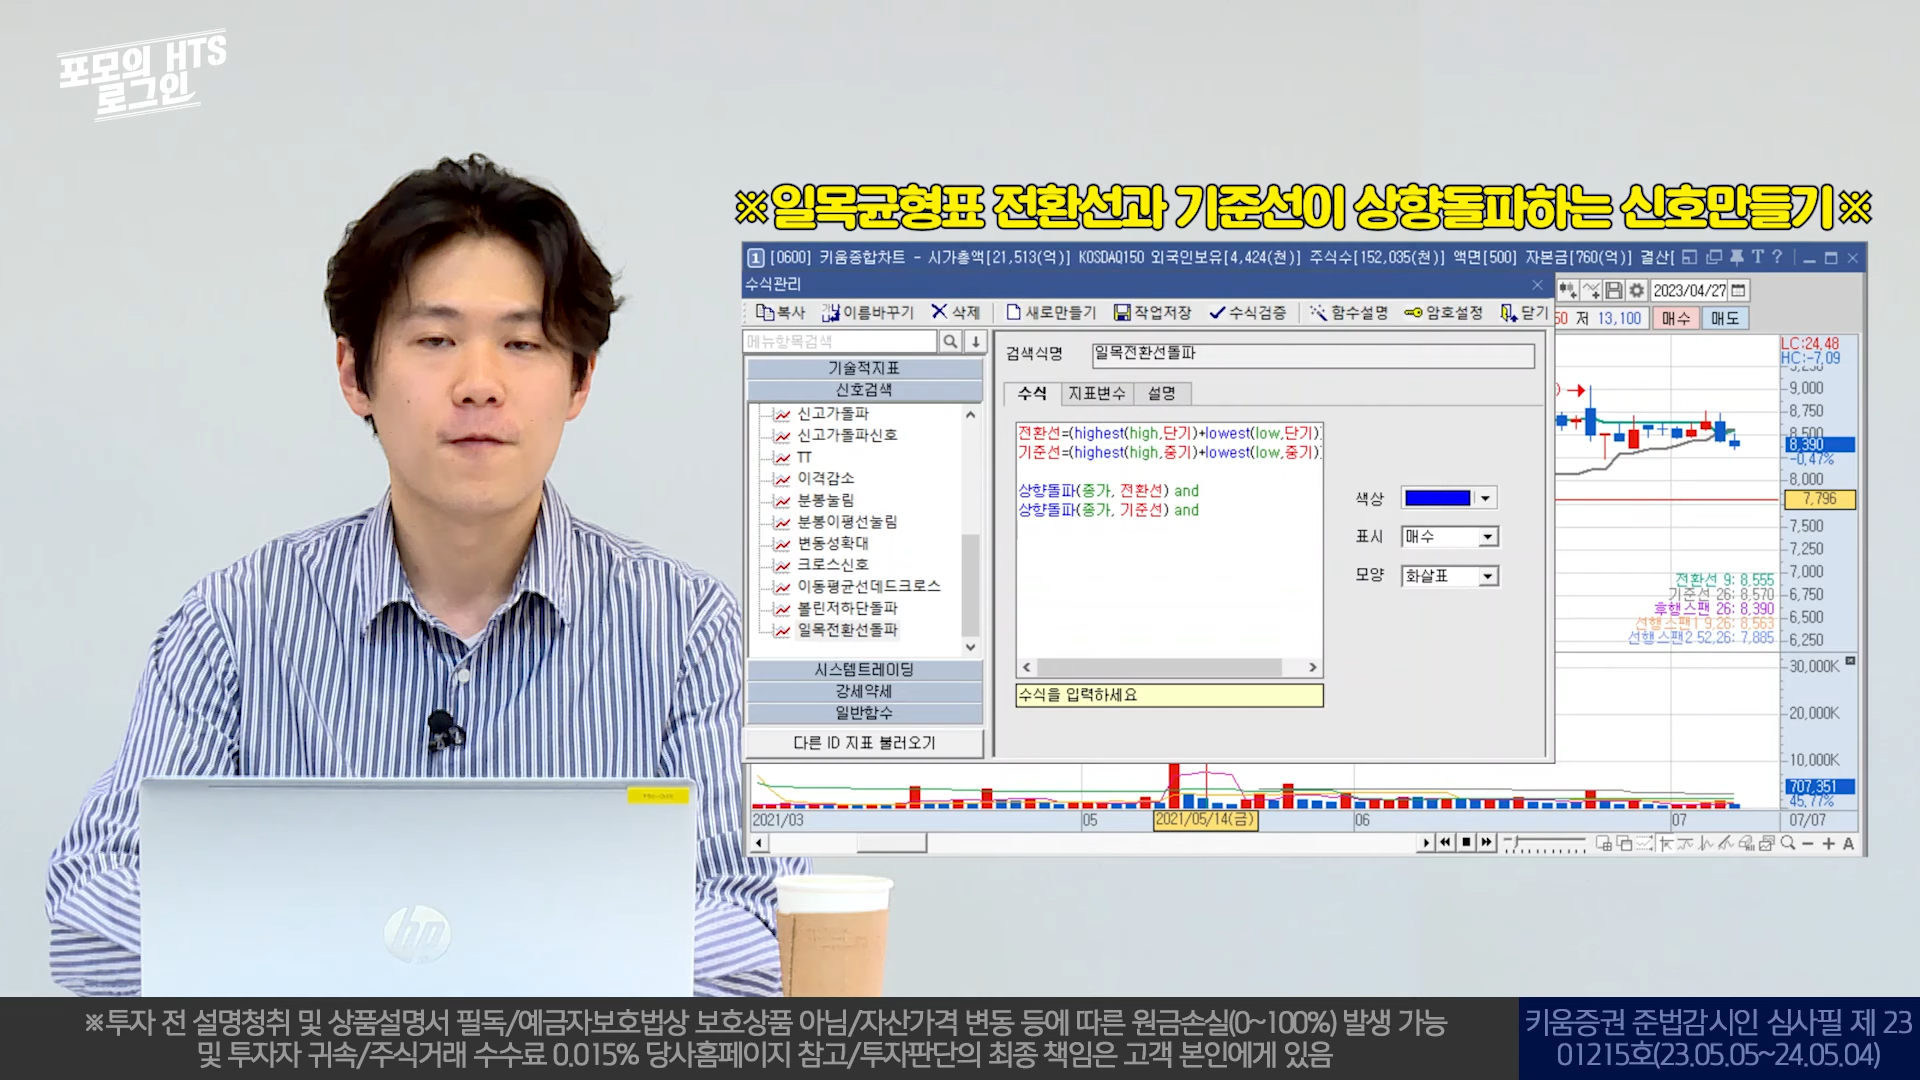 포모의 HTS
로그인
※일목균형표 전환선과 기준선이 상향돌파하는 신호만들기※
1 [0600] 키움종합차트 - 시가총액[21,513(억)] KOSDAQ150 외국인보유[4,424(천)] 주식수[152,035(천)] 액면[500] 자본금[760(억)] 결산[
수식관리
복사 이름바꾸기 삭제 새로만들기 작업저장 수식검증 함수설명 암호설정 닫기
2023/04/27
50 저 13,100 매수 매도
메뉴항목검색
기술적지표
신호검색
신고가돌파
신고가돌파신호
TT
이격감소
분봉눌림
분봉이평선눌림
변동성확대
크로스신호
이동평균선데드크로스
볼린저하단돌파
일목전환선돌파
시스템트레이딩
강세약세
일반함수
다른 ID 지표 불러오기
검색식명 일목전환선돌파
수식 지표변수 설명
전환선=(highest(high,단기)+lowest(low,단기)
기준선=(highest(high,중기)+lowest(low,중기)
상향돌파(종가, 전환선) and
상향돌파(종가, 기준선) and
수식을 입력하세요
색상
표시 매수
모양 화살표
LC:24,48
HC:-7,09
9,000
8,750
8,500
8,390
-0,47%
8,000
7,796
7,500
7,250
7,000
6,750
6,500
6,250
전환선 9: 8,555
기준선 26: 8,570
후행스팬 26: 8,390
선행스팬1 9,26: 8,563
선행스팬2 52,26: 7,885
30,000K
20,000K
10,000K
707,351
45,77%
2021/03 05 2021/05/14(금) 06 07 07/07
hp
※투자 전 설명청취 및 상품설명서 필독/예금자보호법상 보호상품 아님/자산가격 변동 등에 따른 원금손실(0~100%) 발생 가능
및 투자자 귀속/주식거래 수수료 0.015% 당사홈페이지 참고/투자판단의 최종 책임은 고객 본인에게 있음
키움증권 준법감시인 심사필 제 23
01215호(23.05.05~24.05.04)